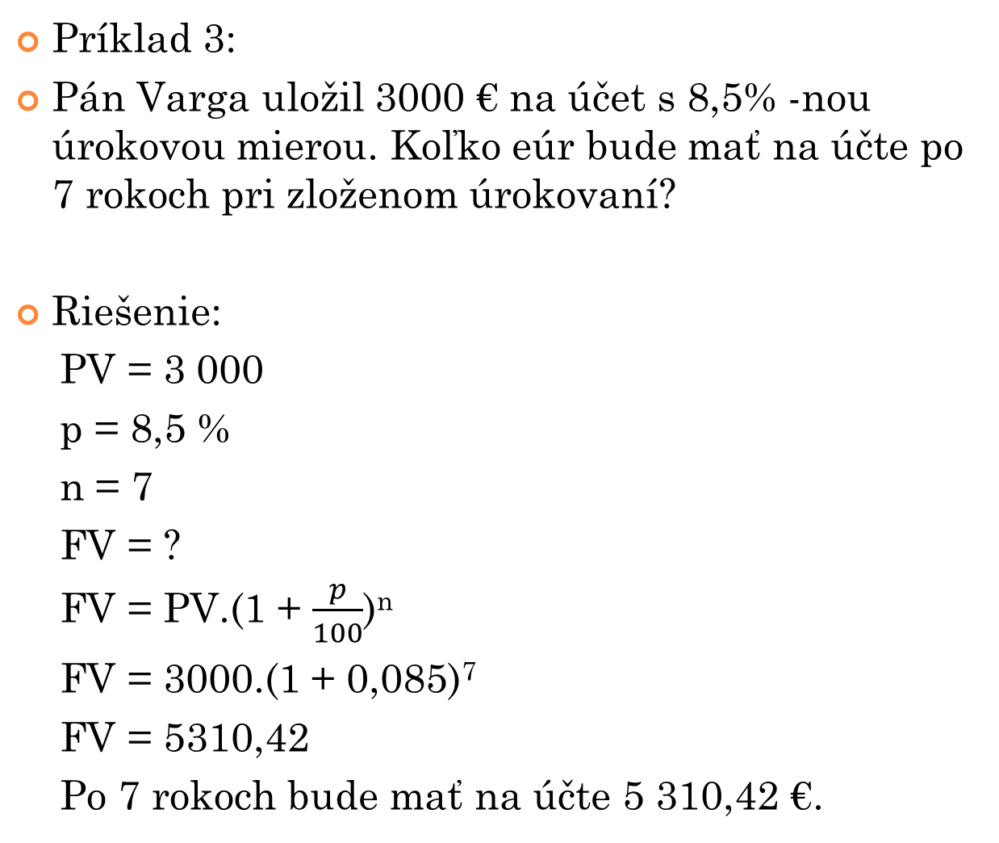 Príklad 3:
Pán Varga uložil 3000 € na účet s 8,5% -nou
úrokovou mierou. Koľko eúr bude mať na účte po
7 rokoch pri zloženom úrokovaní?
Riešenie:
PV = 3 000
p = 8,5 %
n = 7
FV = ?
FV = PV.(1 + p/100)ⁿ
FV = 3000.(1 + 0,085)⁷
FV = 5310,42
Po 7 rokoch bude mať na účte 5 310,42 €.